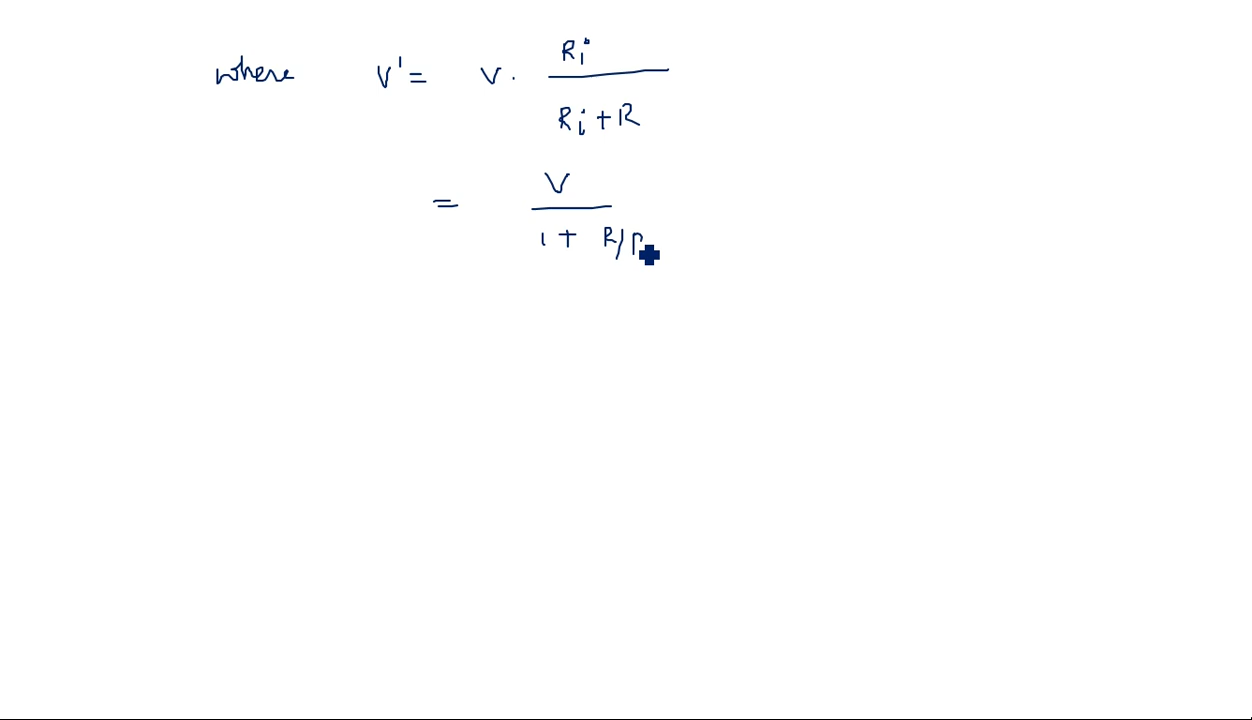 where V' = V. Ri
Ri + R
= V
1 + R/